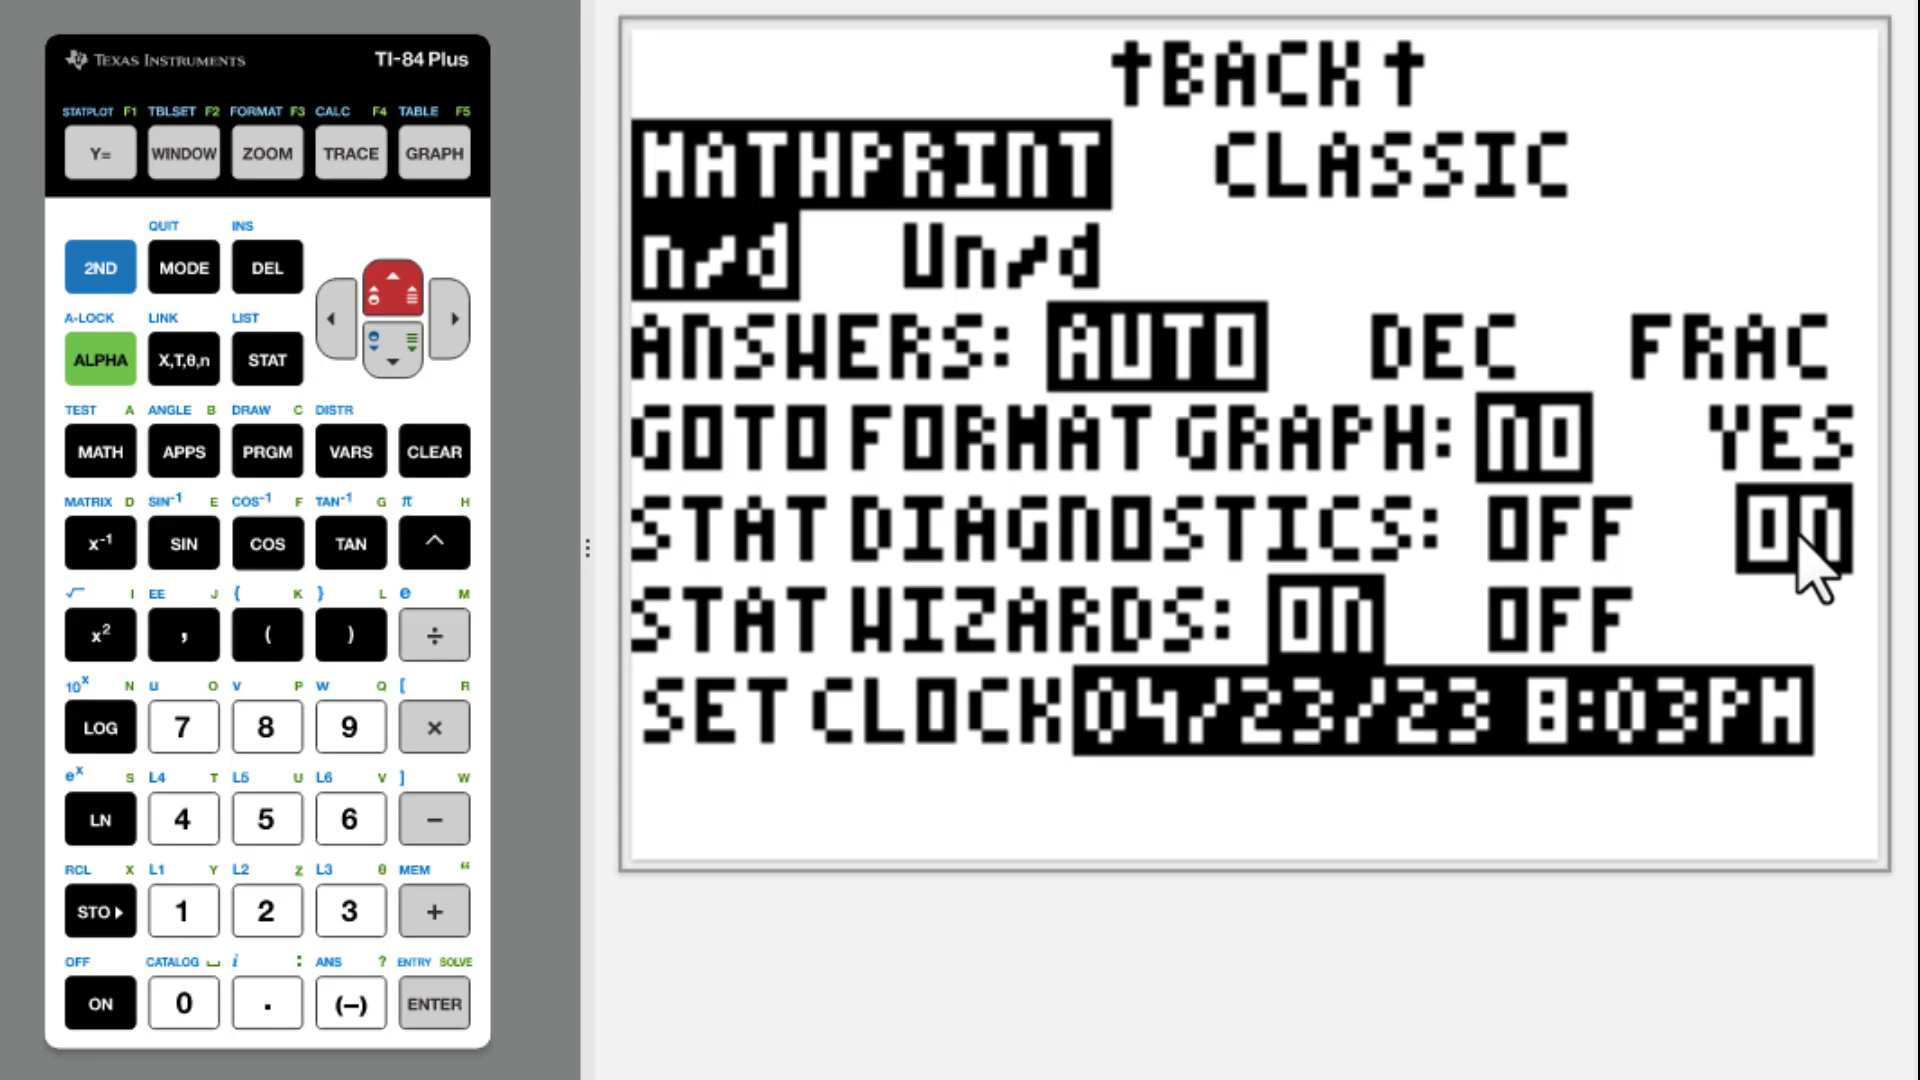 TEXAS INSTRUMENTS TI-84 Plus
STATPLOT F1 TBLSET F2 FORMAT F3 CALC F4 TABLE F5
Y= WINDOW ZOOM TRACE GRAPH
QUIT INS
2ND MODE DEL
A-LOCK LINK LIST
ALPHA X,T,θ,n STAT
TEST A ANGLE B DRAW C DISTR
MATH APPS PRGM VARS CLEAR
MATRIX D SIN⁻¹ E COS⁻¹ F TAN⁻¹ G π H
x⁻¹ SIN COS TAN ^
√ I EE J { K } L e M
x² , ( ) ÷
10ˣ N u O v P w Q [ R
LOG 7 8 9 ×
eˣ S L4 T L5 U L6 V ] W
LN 4 5 6 −
RCL X L1 Y L2 Z L3 θ MEM “
STO▶ 1 2 3 +
OFF CATALOG ⌴ i : ANS ? ENTRY SOLVE
ON 0 . (−) ENTER
↑BACK↑
MATHPRINT CLASSIC
n/d Un/d
ANSWERS: AUTO DEC FRAC
GOTO FORMAT GRAPH: NO YES
STAT DIAGNOSTICS: OFF ON
STAT WIZARDS: ON OFF
SET CLOCK 04/23/23 8:03PM